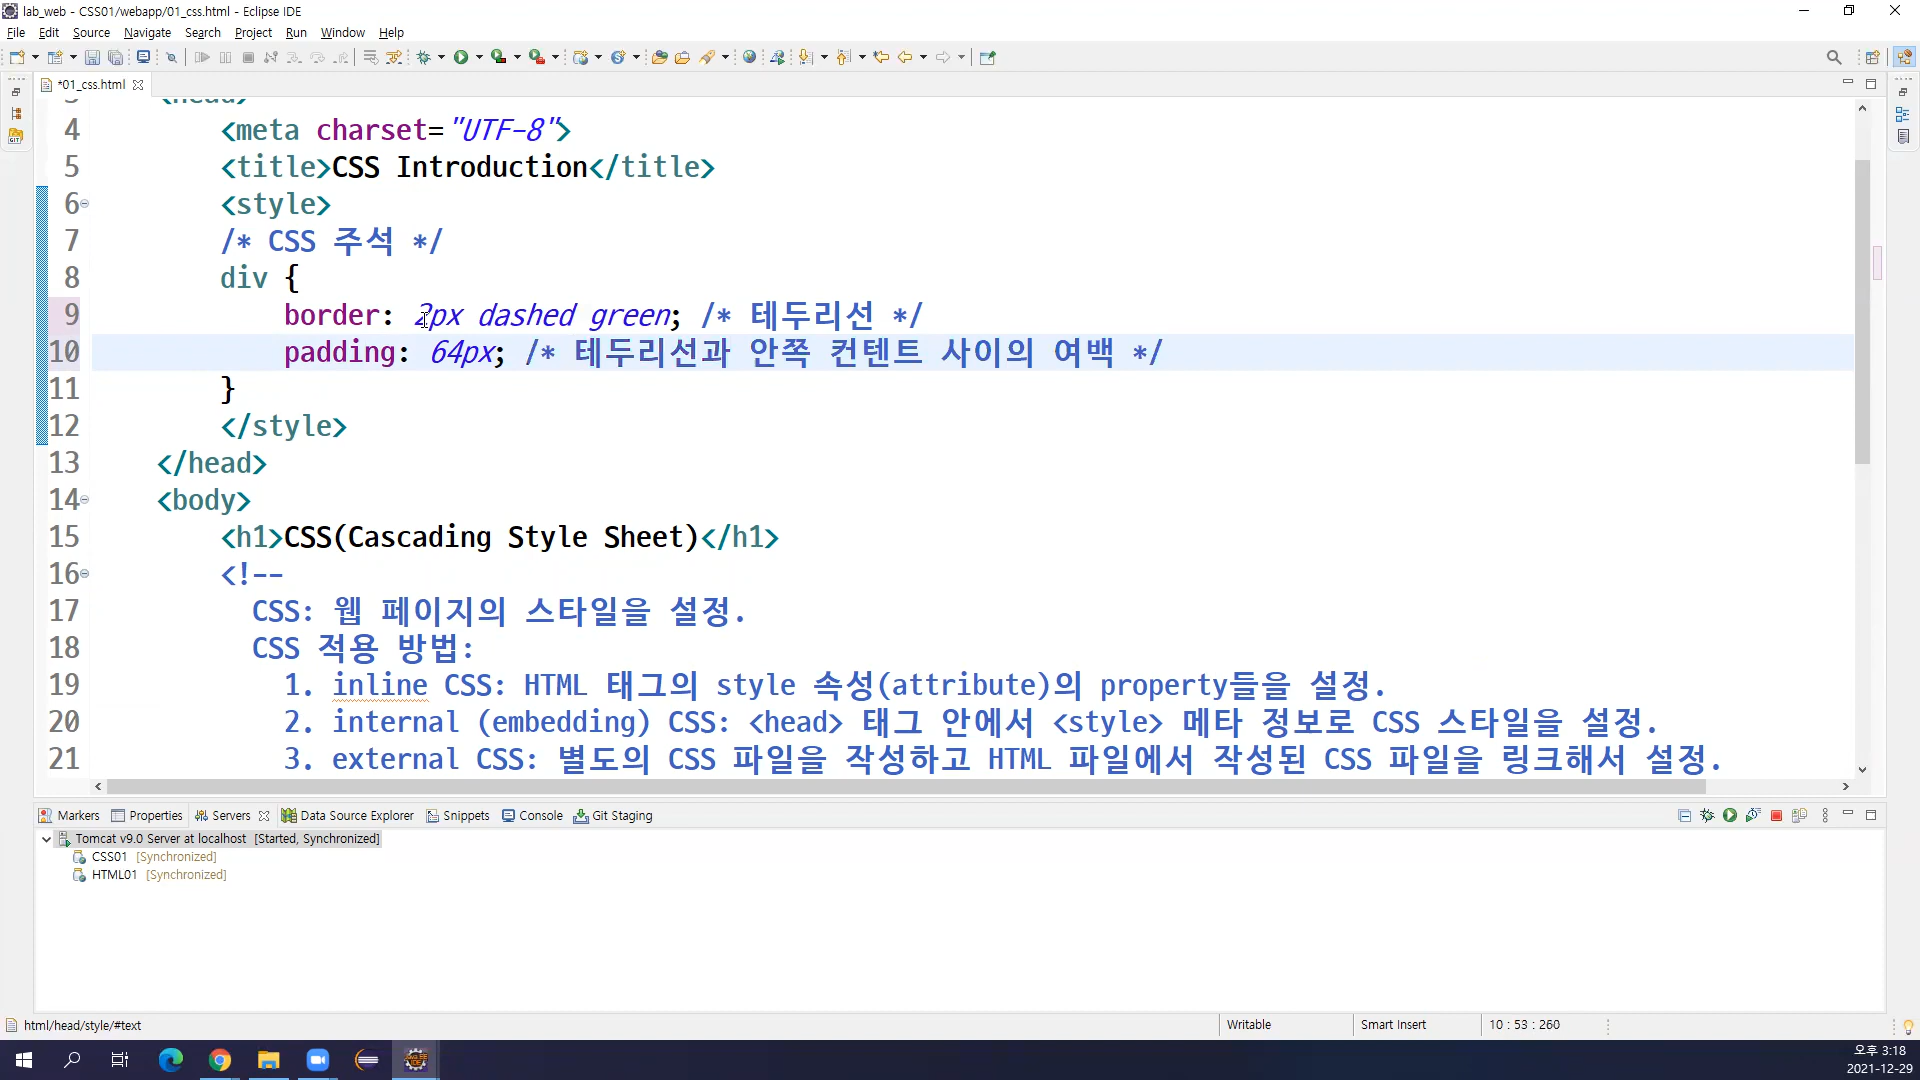 lab_web - CSS01/webapp/01_css.html - Eclipse IDE
File Edit Source Navigate Search Project Run Window Help
*01_css.html
3 <head>
4 <meta charset="UTF-8">
5 <title>CSS Introduction</title>
6 <style>
7 /* CSS 주석 */
8 div {
9 border: 2px dashed green; /* 테두리선 */
10 padding: 64px; /* 테두리선과 안쪽 컨텐트 사이의 여백 */
11 }
12 </style>
13 </head>
14 <body>
15 <h1>CSS(Cascading Style Sheet)</h1>
16 <!--
17 CSS: 웹 페이지의 스타일을 설정.
18 CSS 적용 방법:
19 1. inline CSS: HTML 태그의 style 속성(attribute)의 property들을 설정.
20 2. internal (embedding) CSS: <head> 태그 안에서 <style> 메타 정보로 CSS 스타일을 설정.
21 3. external CSS: 별도의 CSS 파일을 작성하고 HTML 파일에서 작성된 CSS 파일을 링크해서 설정.
Markers Properties Servers Data Source Explorer Snippets Console Git Staging
Tomcat v9.0 Server at localhost [Started, Synchronized]
CSS01 [Synchronized]
HTML01 [Synchronized]
html/head/style/#text Writable Smart Insert 10 : 53 : 260
오후 3:18
2021-12-29